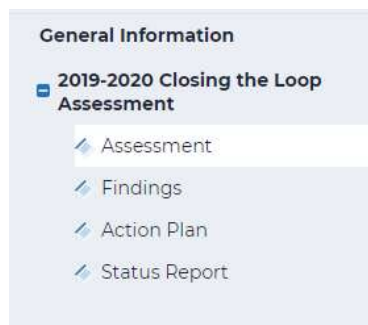 General Information
2019-2020 Closing the Loop
Assessment
Assessment
Findings
Action Plan
Status Report